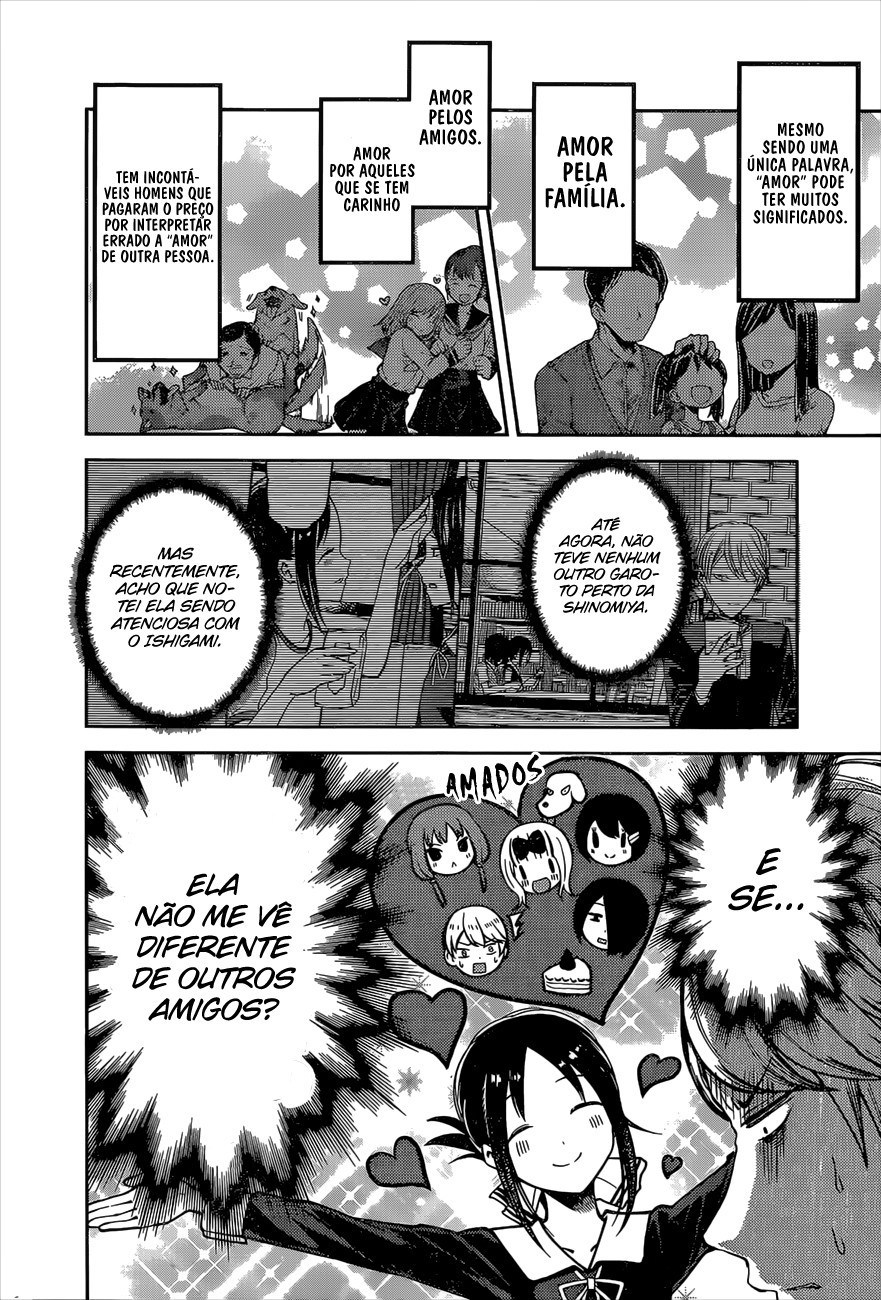 MESMO
SENDO UMA
ÚNICA PALAVRA,
"AMOR" PODE
TER MUITOS
SIGNIFICADOS.
AMOR
PELA
FAMÍLIA.
AMOR
PELOS
AMIGOS.
AMOR
POR AQUELES
QUE SE TEM
CARINHO
TEM INCONTÁ-
VEIS HOMENS QUE
PAGARAM O PREÇO
POR INTERPRETAR
ERRADO A "AMOR"
DE OUTRA PESSOA.
ATÉ
AGORA, NÃO
TEVE NENHUM
OUTRO GARO-
TO PERTO DA
SHINOMIYA.
MAS
RECENTEMENTE,
ACHO QUE NO-
TEI ELA SENDO
ATENCIOSA COM
O ISHIGAMI.
E
SE...
AMADOS
ELA
NÃO ME VÊ
DIFERENTE
DE OUTROS
AMIGOS?